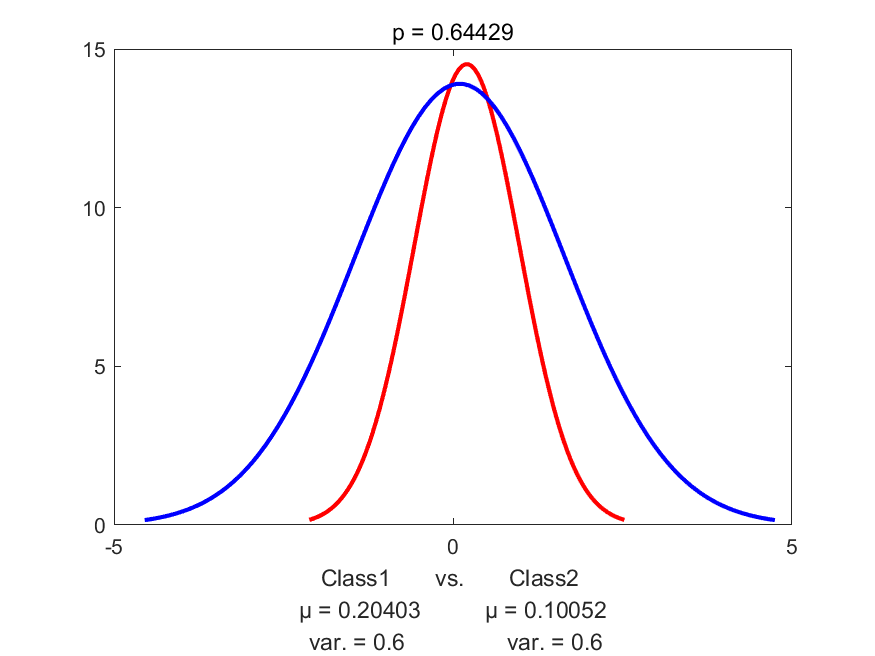 p = 0.64429
15
10
5
0
-5 0 5
Class1 vs. Class2
μ = 0.20403 μ = 0.10052
var. = 0.6 var. = 0.6